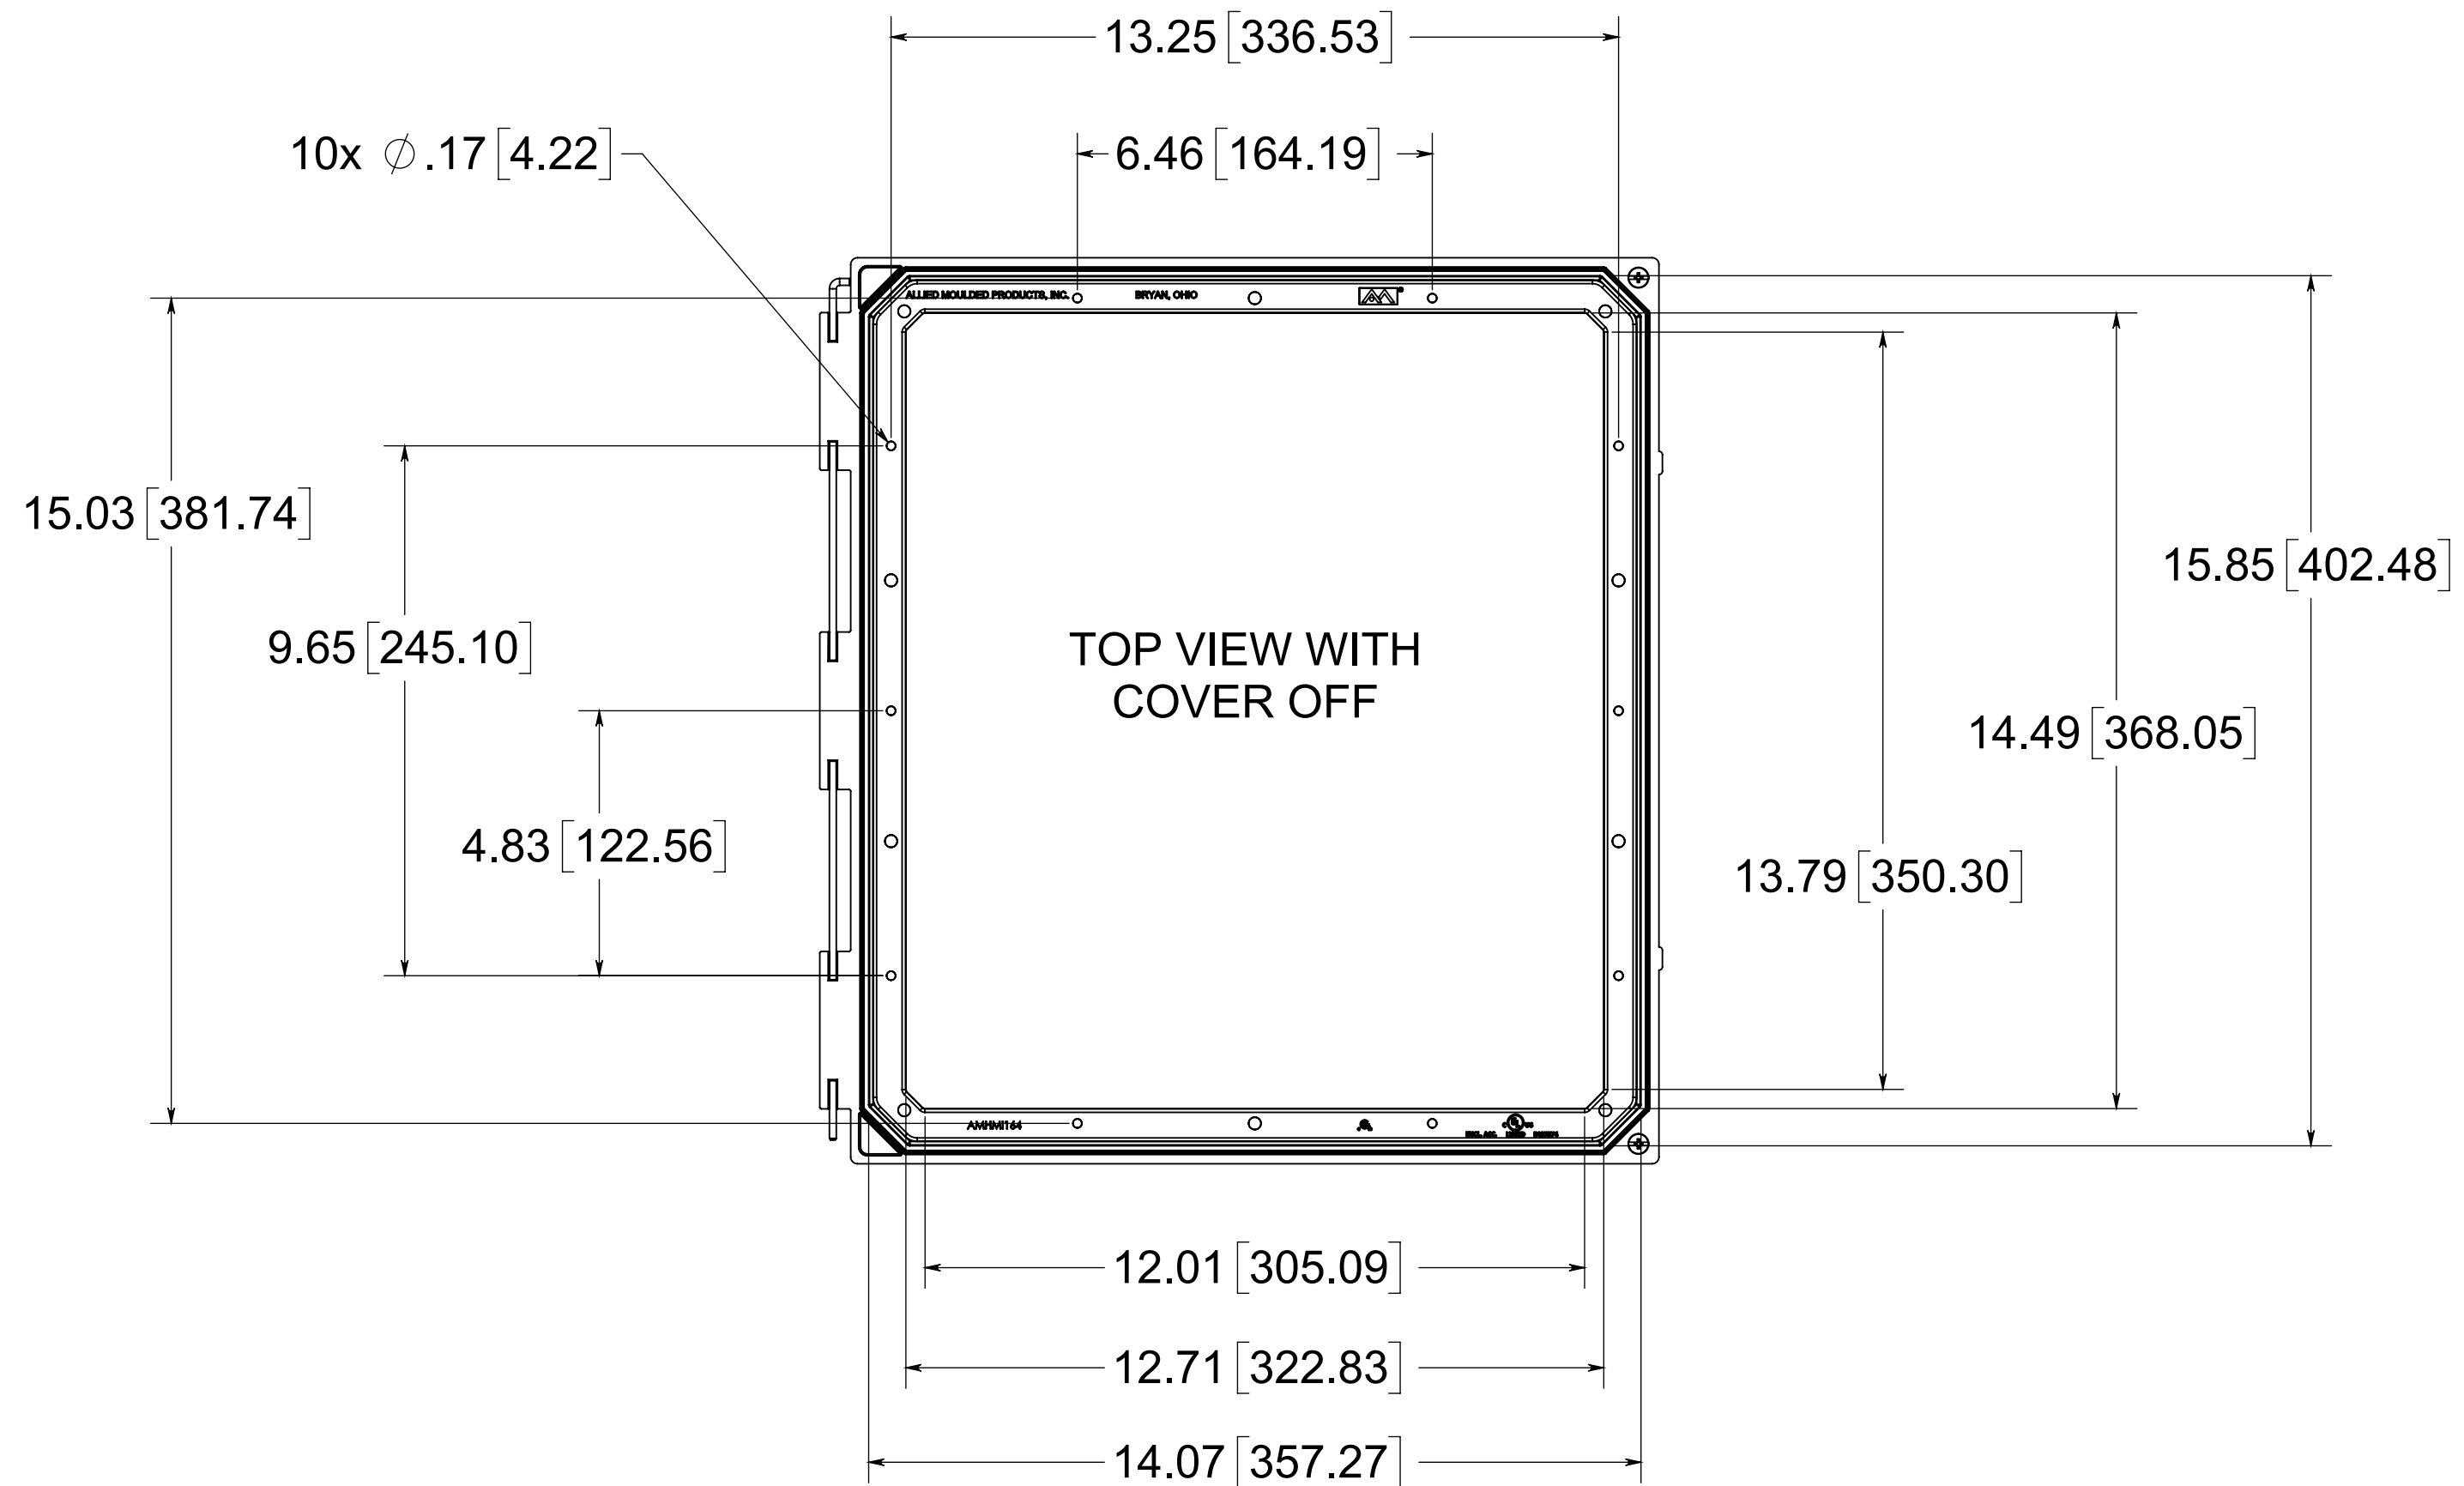 13.25[336.53]
10x ⌀.17[4.22]
6.46[164.19]
ALLIED MOULDED PRODUCTS, INC.
BRYAN, OHIO
®
15.03[381.74]
15.85[402.48]
9.65[245.10]
TOP VIEW WITH
COVER OFF
14.49[368.05]
4.83[122.56]
13.79[350.30]
AMHMI164
12.01[305.09]
12.71[322.83]
14.07[357.27]